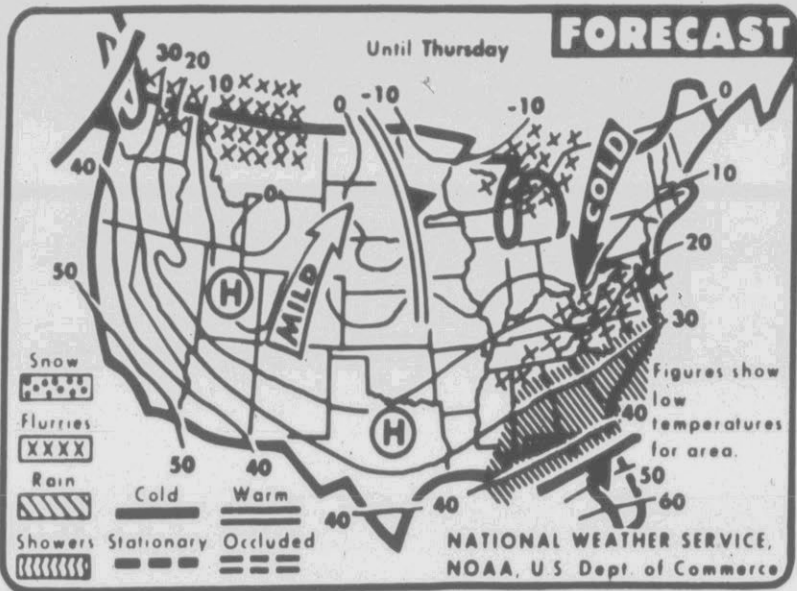 FORECAST
Until Thursday
30 20
10
0
-10
-10
0
40
COLD
10
0
20
50
H
MILD
30
Snow
Figures show
low
40
temperatures
for area.
Flurries
XXXX
H
Rain
50
40
Cold
Warm
40
40
50
60
Showers
Stationary
Occluded
NATIONAL WEATHER SERVICE,
NOAA, U S Dept. of Commerce